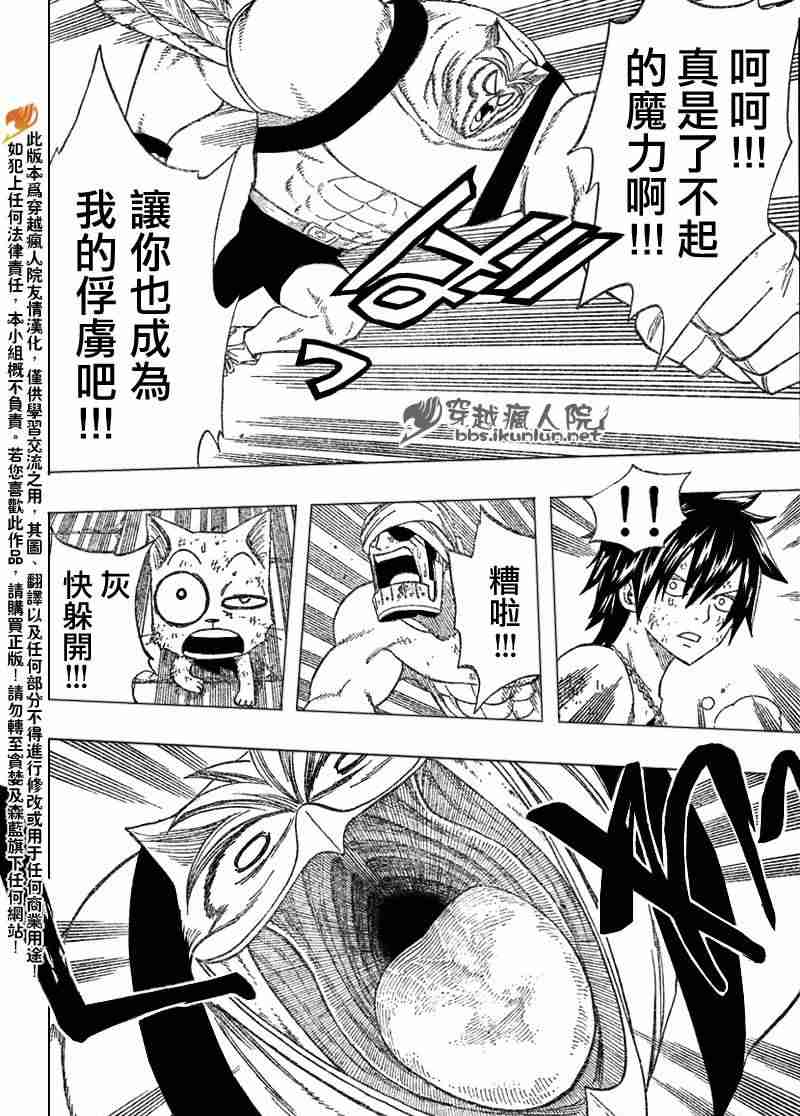 呵呵!!!
真是了不起
的魔力啊!!!
讓你也成為
我的俘虜吧!!!
ばっ
穿越瘋人院
bbs.ikunlun.net
!!
糟啦!!!
灰
快躲開!!!
此版本爲穿越瘋人院友情漢化，僅供學習交流之用，其圖、翻譯以及任何部分不得進行修改或用于任何商業用途！
如犯上任何法律責任，本小組概不負責。若您喜歡此作品，請購買正版！請勿轉至貪婪及森藍旗下任何網站！